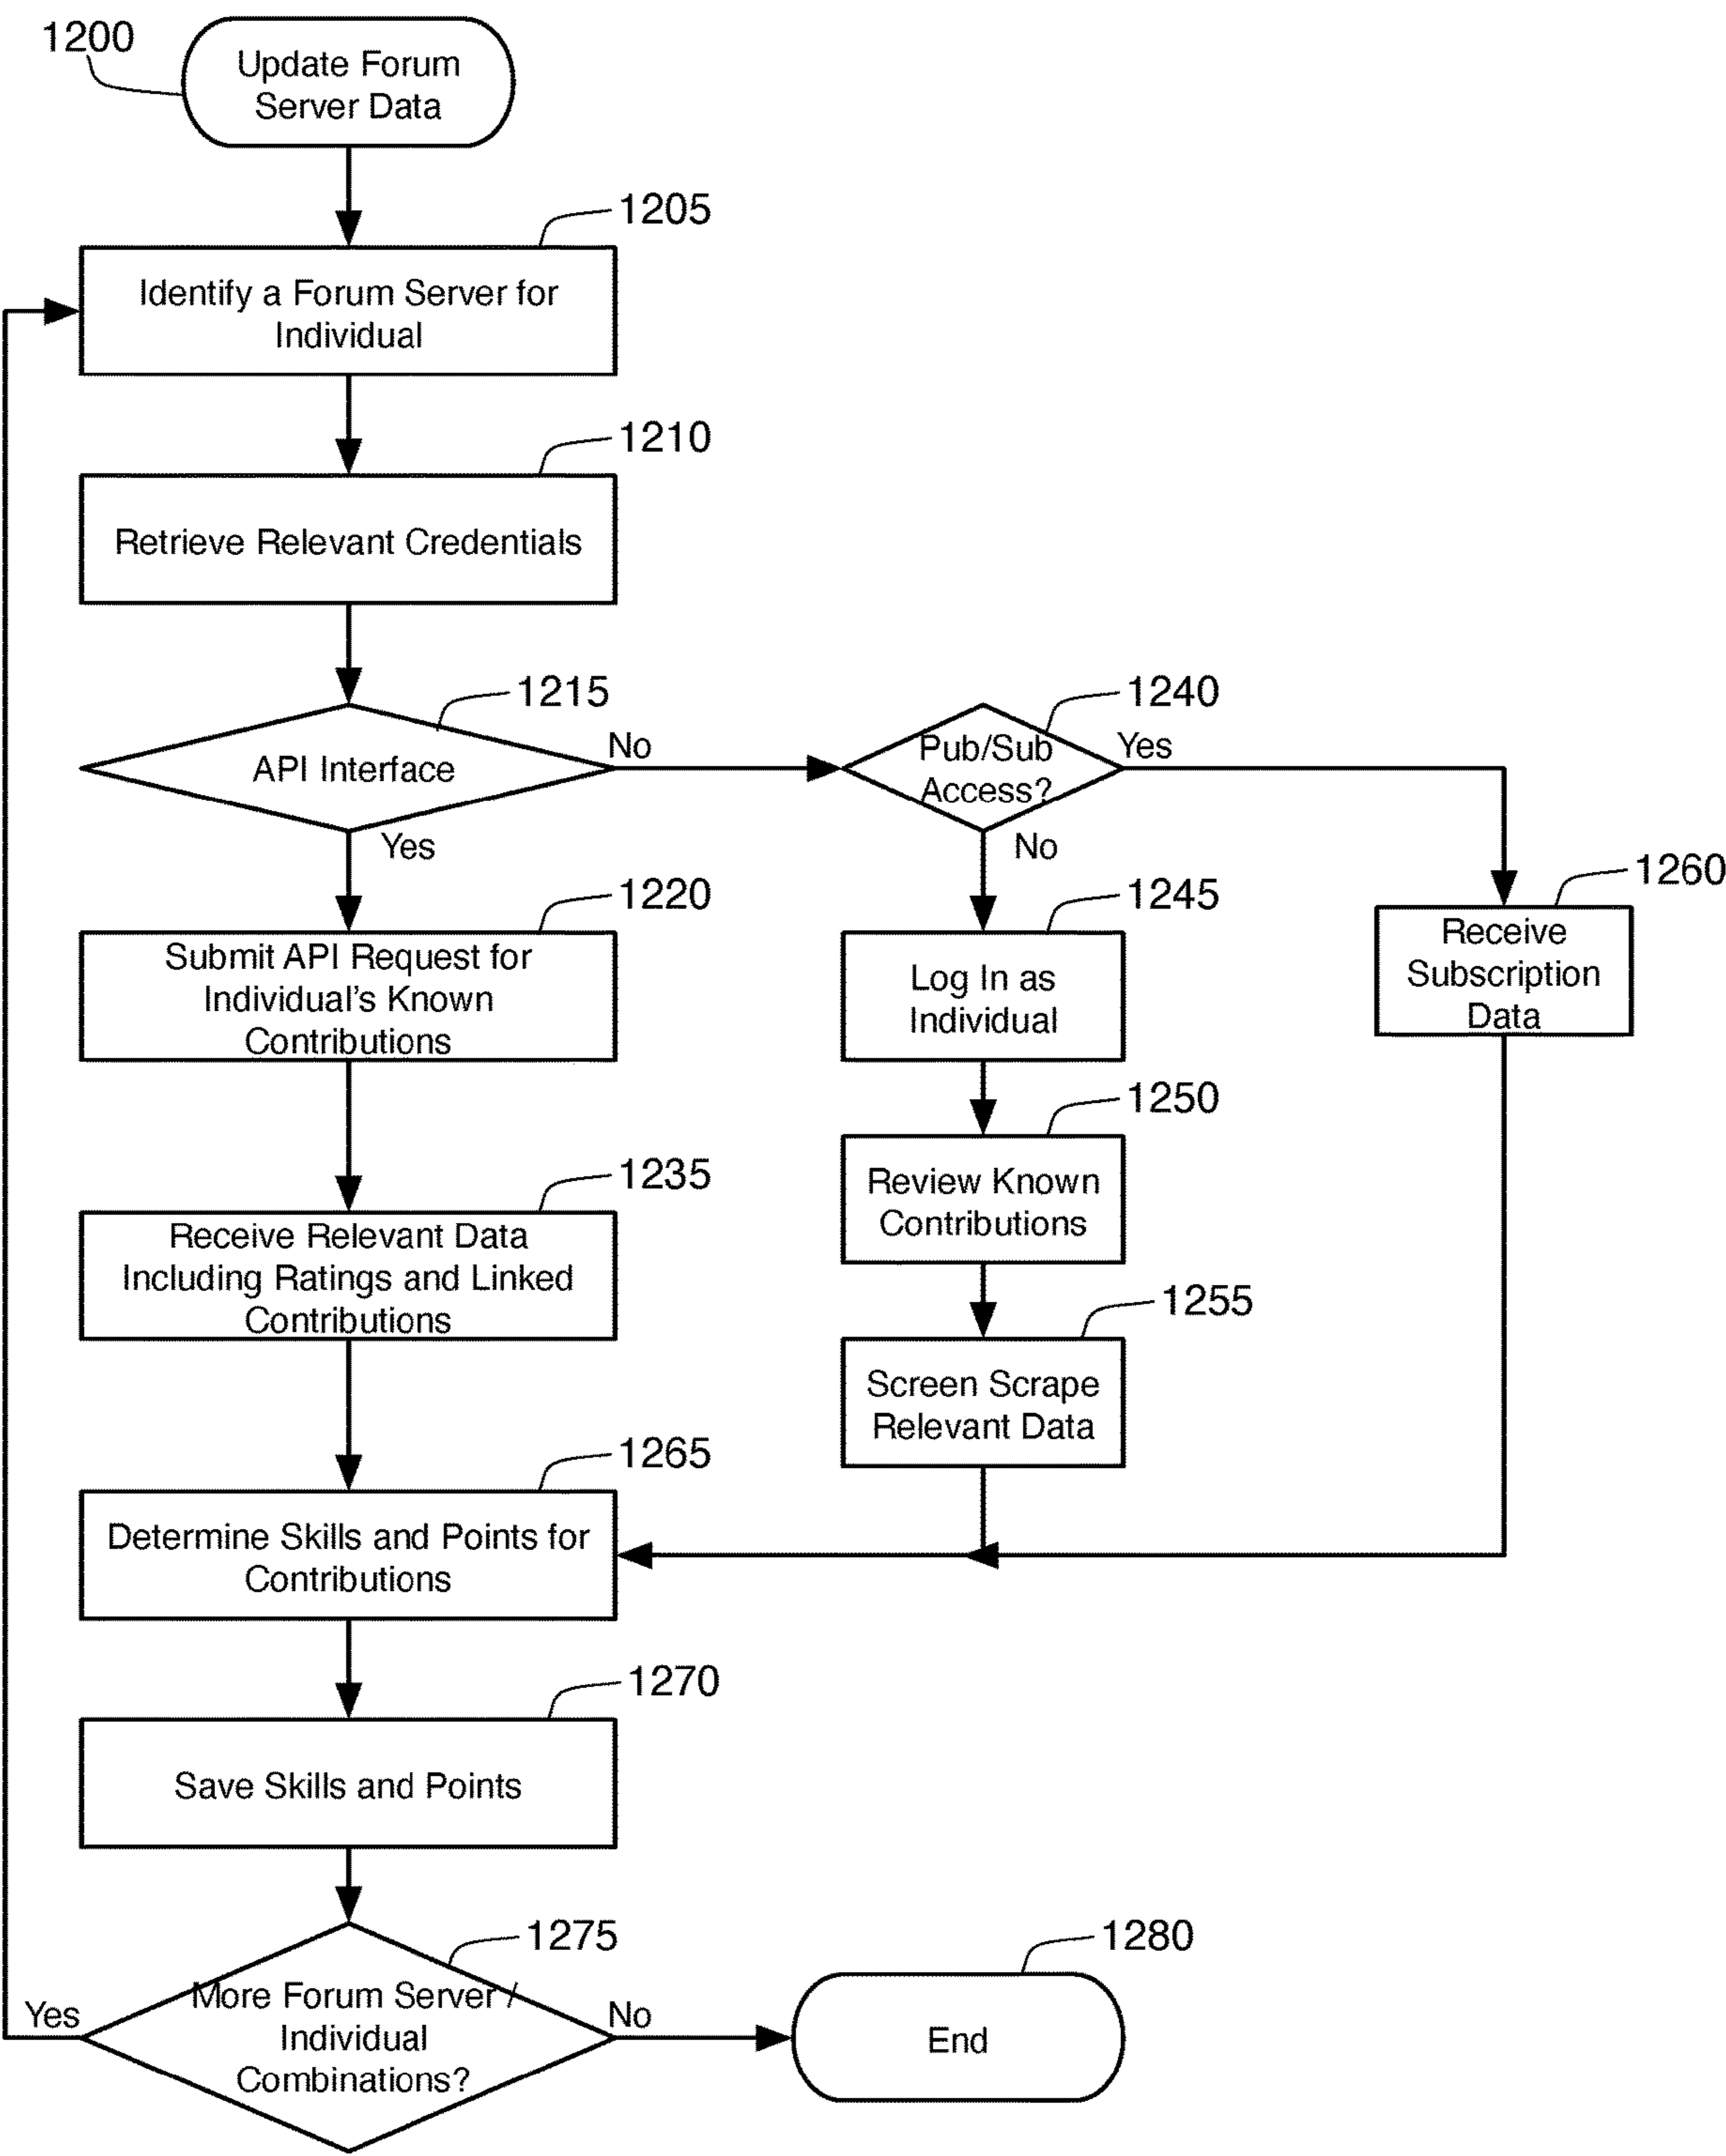 1200
Update Forum
Server Data
1205
Identify a Forum Server for
Individual
1210
Retrieve Relevant Credentials
1215
API Interface
No
Yes
1240
Pub/Sub
Access?
Yes
No
1220
Submit API Request for
Individual's Known
Contributions
1245
Log In as
Individual
1260
Receive
Subscription
Data
1250
Review Known
Contributions
1235
Receive Relevant Data
Including Ratings and Linked
Contributions
1255
Screen Scrape
Relevant Data
1265
Determine Skills and Points for
Contributions
1270
Save Skills and Points
1275
More Forum Server /
Individual
Combinations?
Yes
No
1280
End